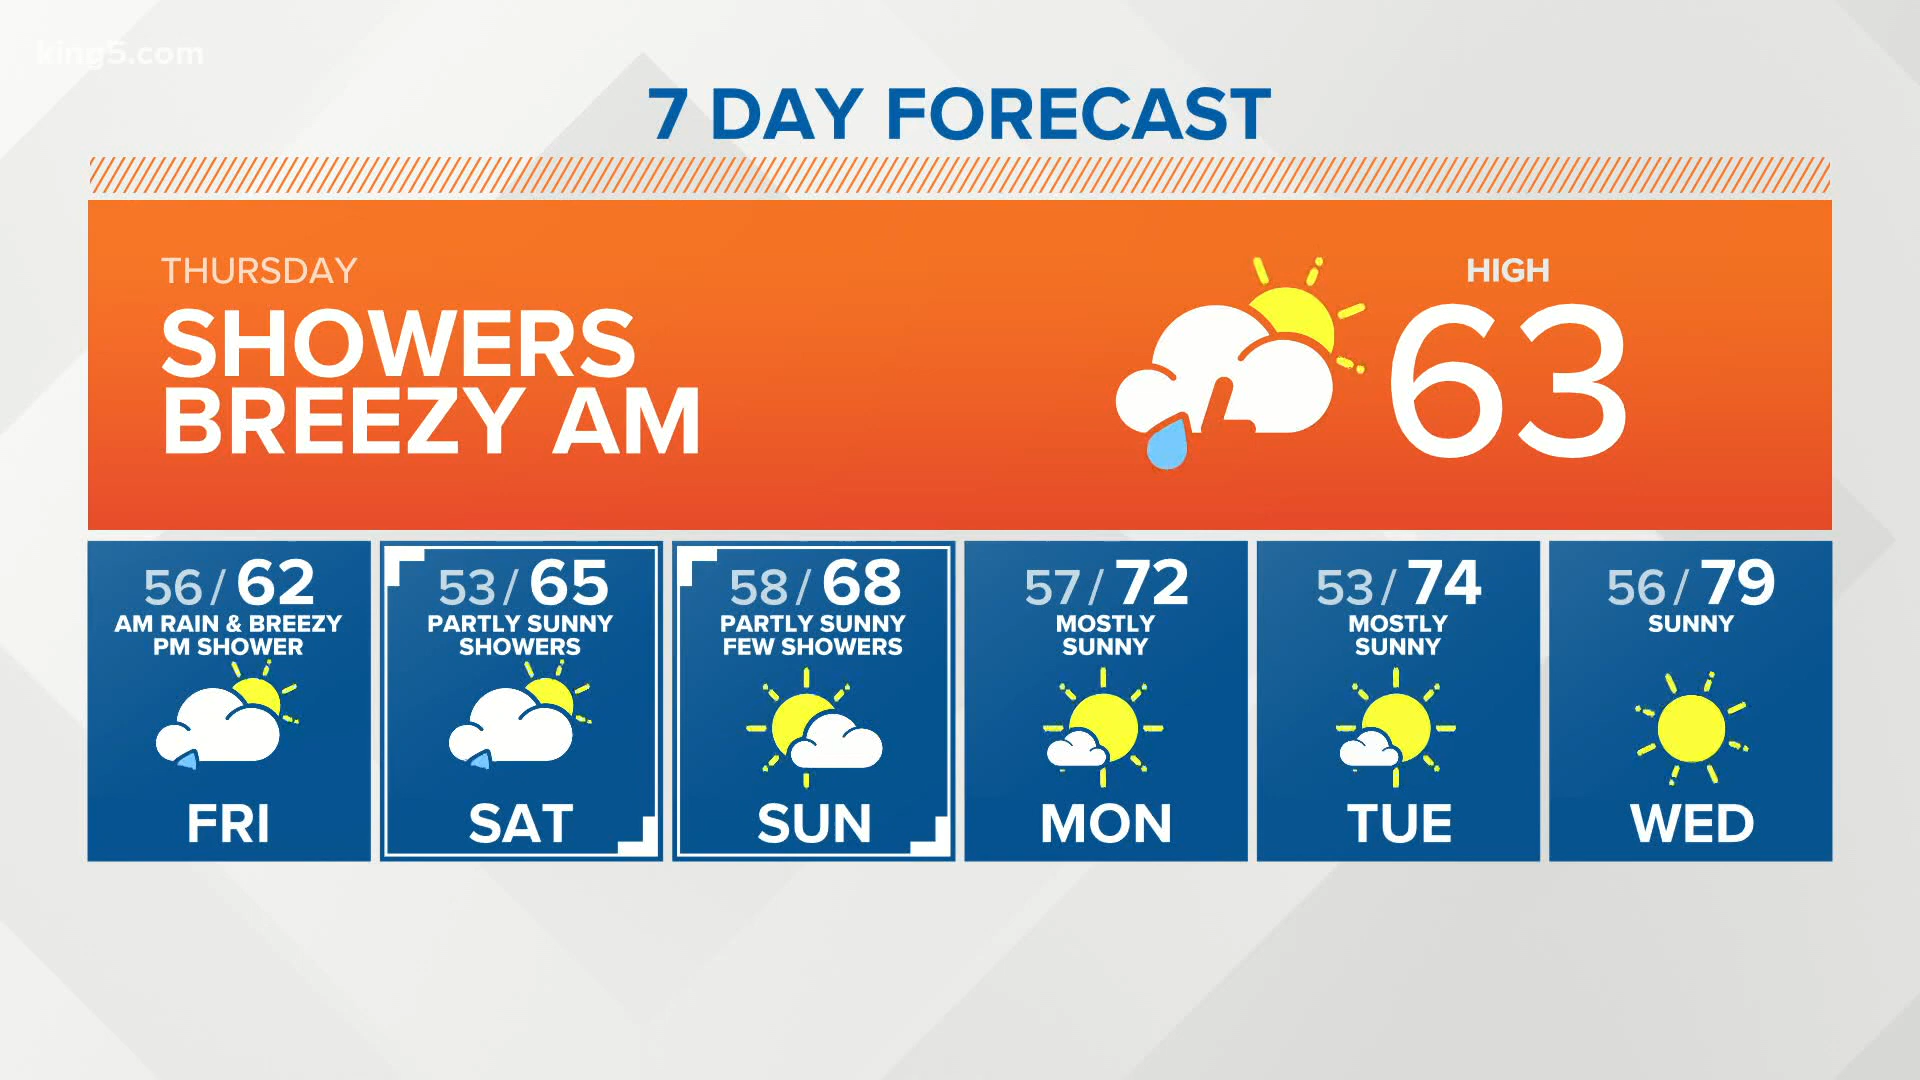 king5.com
7 DAY FORECAST
THURSDAY
SHOWERS
BREEZY AM
HIGH
63
56/62
AM RAIN & BREEZY
PM SHOWER
FRI
53/65
PARTLY SUNNY
SHOWERS
SAT
58/68
PARTLY SUNNY
FEW SHOWERS
SUN
57/72
MOSTLY
SUNNY
MON
53/74
MOSTLY
SUNNY
TUE
56/79
SUNNY
WED